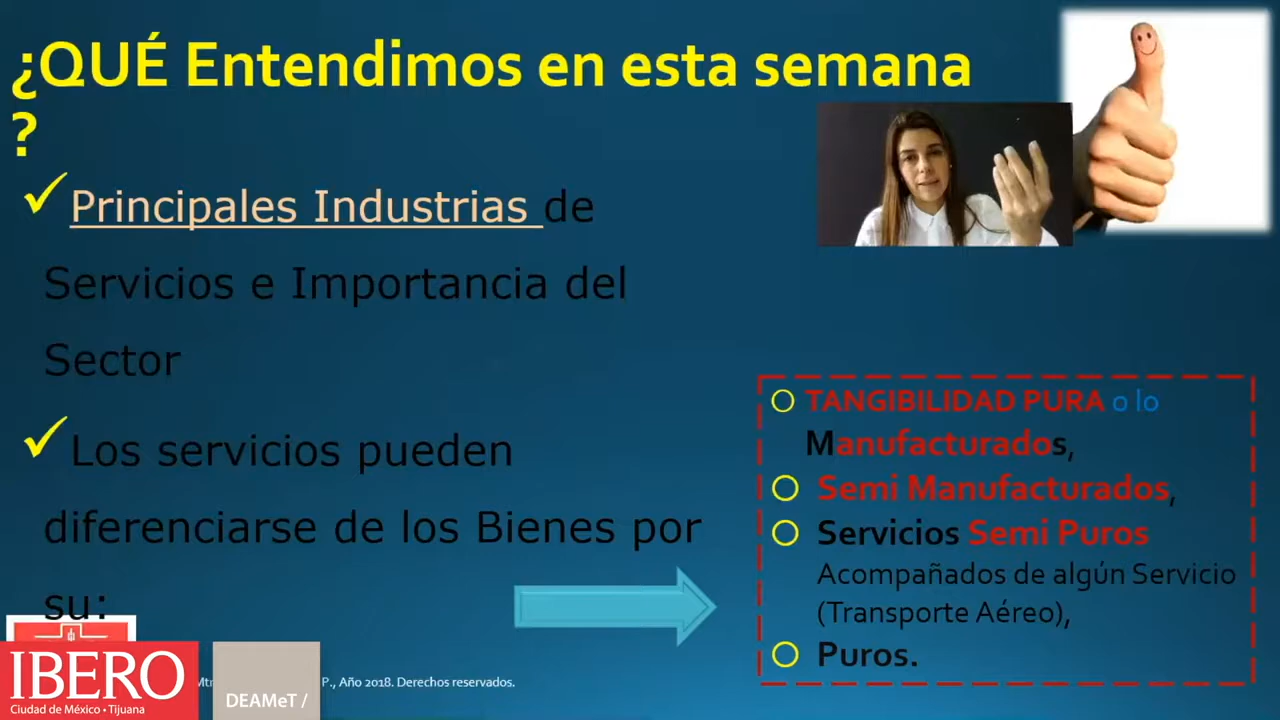 ¿QUÉ Entendimos en esta semana
?
Principales Industrias de
Servicios e Importancia del
Sector
Los servicios pueden
diferenciarse de los Bienes por
su:
TANGIBILIDAD PURA o lo
Manufacturados,
Semi Manufacturados,
Servicios Semi Puros
Acompañados de algún Servicio
(Transporte Aéreo),
Puros.
P., Año 2018. Derechos reservados.
IBERO
Ciudad de México • Tijuana
DEAMeT /